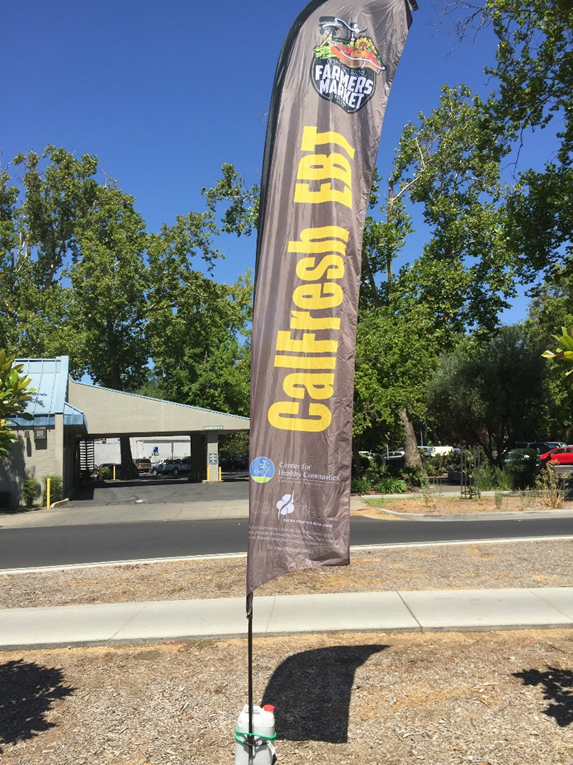 FARMERS
MARKET
CalFresh EBT
Center for
Healthy Communities